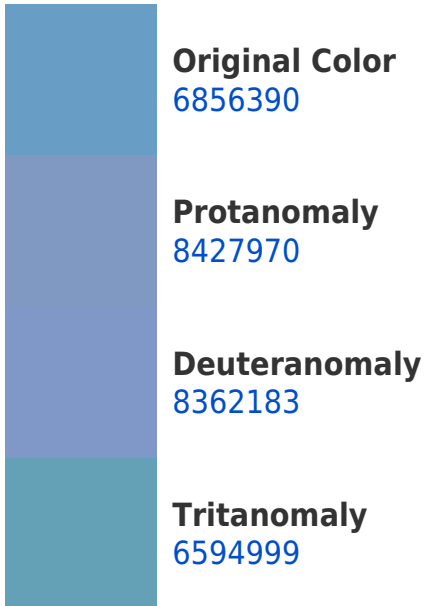 Original Color
6856390
Protanomaly
8427970
Deuteranomaly
8362183
Tritanomaly
6594999